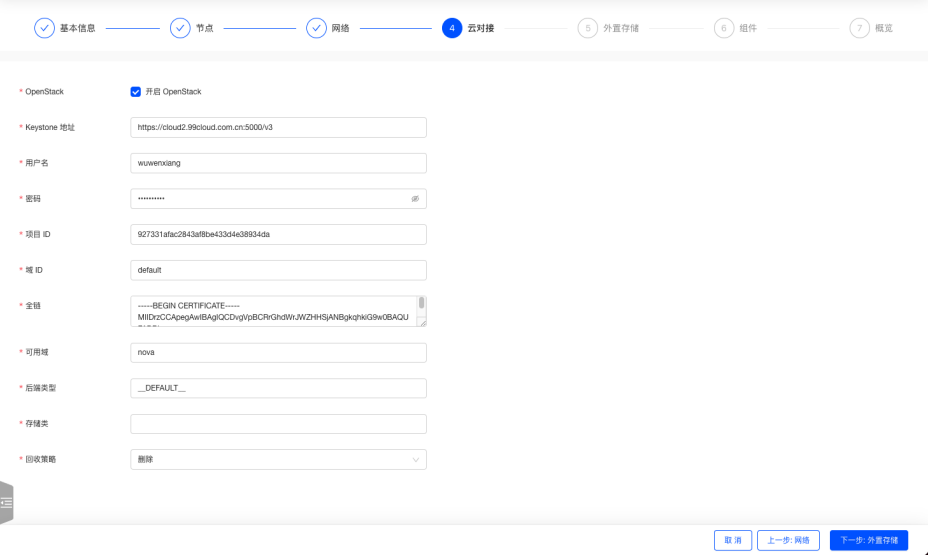 基本信息
节点
网络
4 云对接
5 外置存储
6 组件
7 概览
* OpenStack 开启 OpenStack
* Keystone 地址 https://cloud2.99cloud.com.cn:5000/v3
* 用户名 wuwenxiang
* 密码 ••••••••••
* 项目 ID 927331afac2843af8be433d4e38934da
* 域 ID default
* 全链 -----BEGIN CERTIFICATE-----
MIIDrzCCApegAwIBAgIQCDvgVpBCRrGhdWrJWZHHSjANBgkqhkiG9w0BAQU
* 可用域 nova
* 后端类型 __DEFAULT__
* 存储类
* 回收策略 删除
取 消
上一步: 网络
下一步: 外置存储